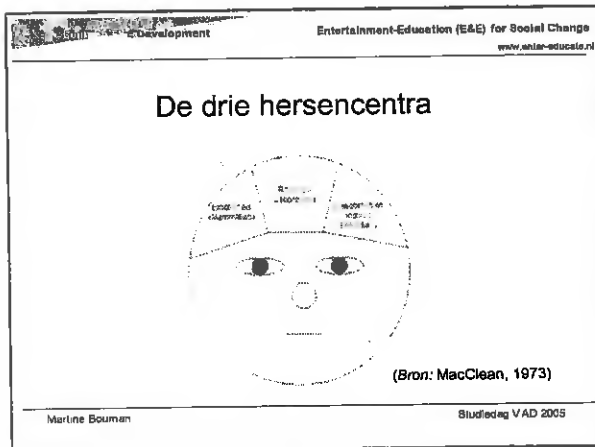 & Development
Entertainment-Education (E&E) for Social Change
www.enter-educate.nl
De drie hersencentra
(Bron: MacClean, 1973)
Martine Bouman
Studiedag VAD 2005